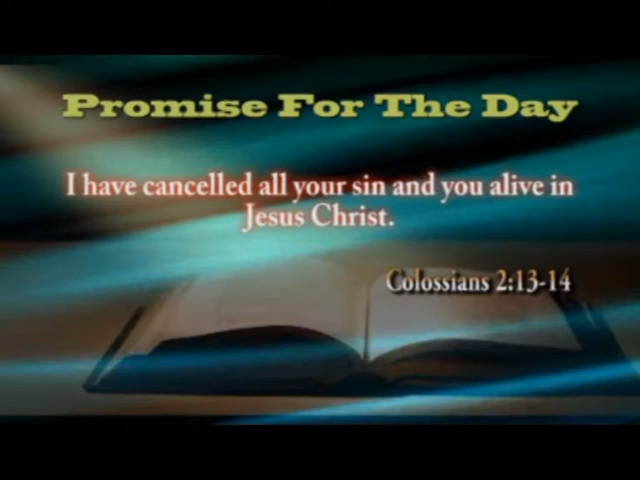 Promise For The Day
I have cancelled all your sin and you alive in
Jesus Christ.
Colossians 2:13-14